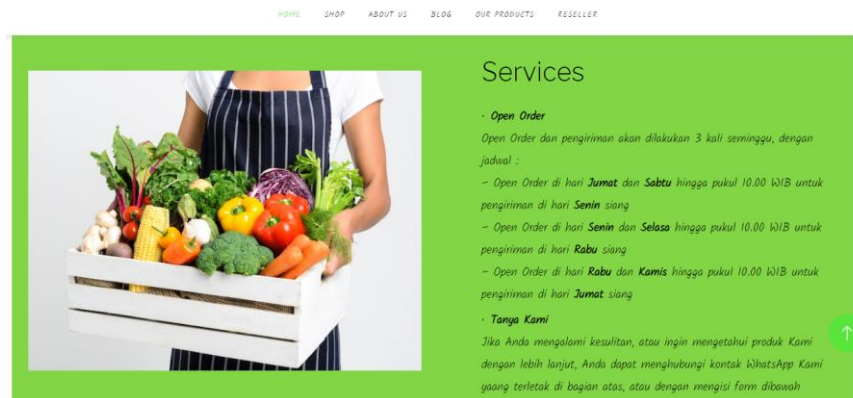 HOME SHOP ABOUT US BLOG OUR PRODUCTS RESELLER
Services
· Open Order
Open Order dan pengiriman akan dilakukan 3 kali seminggu, dengan
jadwal :
– Open Order di hari Jumat dan Sabtu hingga pukul 10.00 WIB untuk
pengiriman di hari Senin siang
– Open Order di hari Senin dan Selasa hingga pukul 10.00 WIB untuk
pengiriman di hari Rabu siang
– Open Order di hari Rabu dan Kamis hingga pukul 10.00 WIB untuk
pengiriman di hari Jumat siang
· Tanya Kami
Jika Anda mengalami kesulitan, atau ingin mengetahui produk Kami
dengan lebih lanjut, Anda dapat menghubungi kontak WhatsApp Kami
yaang terletak di bagian atas, atau dengan mengisi form dibawah